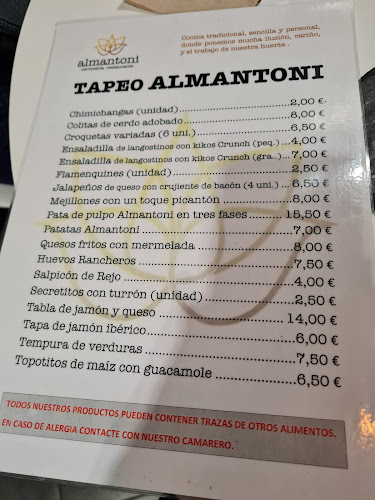 almantoni
cervecería - restaurante
Cocina tradicional, sencilla y personal,
donde ponemos mucha ilusión, cariño,
y el trabajo de nuestra huerta.
TAPEO ALMANTONI
Chimichangas (unidad)..........2,00 €
Colitas de cerdo adobado..........8,00 €
Croquetas variadas (6 uni.)..........6,50 €
Ensaladilla de langostinos con kikos Crunch (peq.)....4,00 €
Ensaladilla de langostinos con kikos Crunch (gra..)....7,00 €
Flamenquines (unidad)..........2,50 €
Jalapeños de queso con crujiente de bacón (4 uni.)....6,50 €
Mejillones con un toque picantón..........8,00 €
Pata de pulpo Almantoni en tres fases..........15,50 €
Patatas Almantoni..........7,00 €
Quesos fritos con mermelada..........8,00 €
Huevos Rancheros..........7,50 €
Salpicón de Rejo..........4,00 €
Secretitos con turrón (unidad)..........2,50 €
Tabla de jamón y queso..........14,00 €
Tapa de jamón ibérico..........6,00 €
Tempura de verduras..........7,50 €
Topotitos de maíz con guacamole..........6,50 €
TODOS NUESTROS PRODUCTOS PUEDEN CONTENER TRAZAS DE OTROS ALIMENTOS.
EN CASO DE ALERGIA CONTACTE CON NUESTRO CAMARERO.